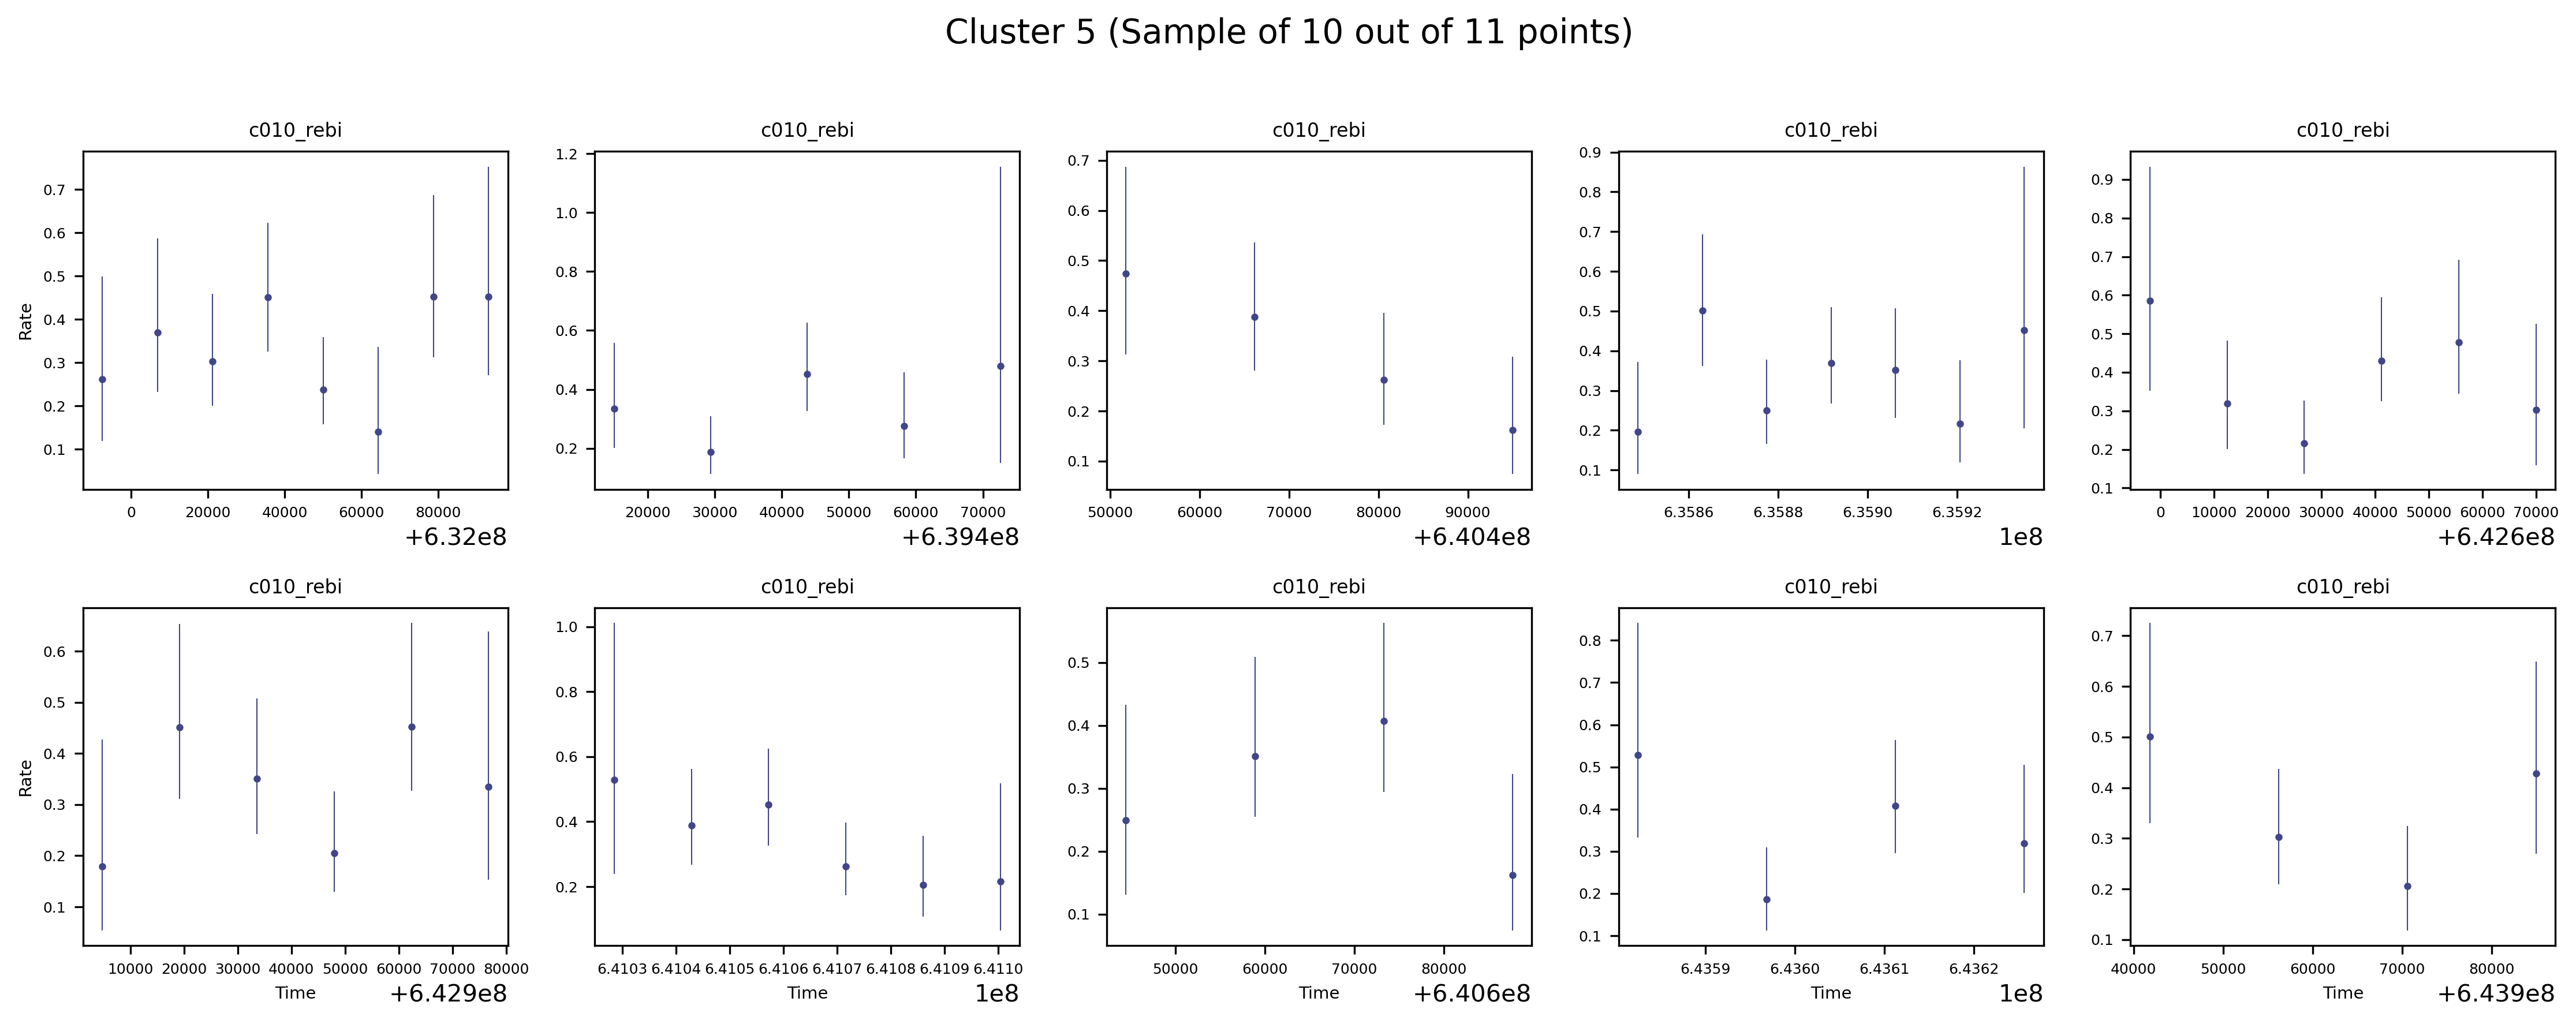 Cluster 5 (Sample of 10 out of 11 points)
c010_rebi c010_rebi c010_rebi c010_rebi c010_rebi
Rate
0.7
0.6
0.5
0.4
0.3
0.2
0.1
0 20000 40000 60000 80000
+6.32e8
1.2
1.0
0.8
0.6
0.4
0.2
20000 30000 40000 50000 60000 70000
+6.394e8
0.7
0.6
0.5
0.4
0.3
0.2
0.1
50000 60000 70000 80000 90000
+6.404e8
0.9
0.8
0.7
0.6
0.5
0.4
0.3
0.2
0.1
6.3586 6.3588 6.3590 6.3592
1e8
0.9
0.8
0.7
0.6
0.5
0.4
0.3
0.2
0.1
0 10000 20000 30000 40000 50000 60000 70000
+6.426e8
c010_rebi c010_rebi c010_rebi c010_rebi c010_rebi
Rate
0.6
0.5
0.4
0.3
0.2
0.1
10000 20000 30000 40000 50000 60000 70000 80000
Time +6.429e8
1.0
0.8
0.6
0.4
0.2
6.4103 6.4104 6.4105 6.4106 6.4107 6.4108 6.4109 6.4110
Time 1e8
0.5
0.4
0.3
0.2
0.1
50000 60000 70000 80000
Time +6.406e8
0.8
0.7
0.6
0.5
0.4
0.3
0.2
0.1
6.4359 6.4360 6.4361 6.4362
Time 1e8
0.7
0.6
0.5
0.4
0.3
0.2
0.1
40000 50000 60000 70000 80000
Time +6.439e8